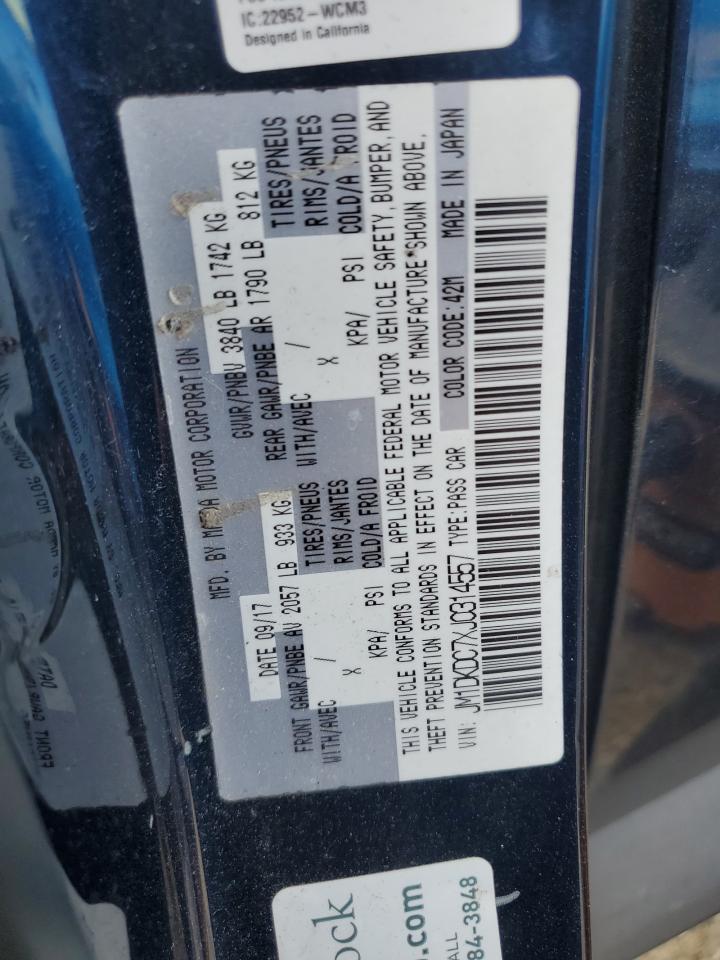 IC:22952-WCM3
Designed in California
MFD. BY MAZDA MOTOR CORPORATION
DATE 09/17 GVWR/PNBV 3840 LB 1742 KG
FRONT GAWR/PNBE AV 2057 LB 933 KG REAR GAWR/PNBE AR 1790 LB 812 KG
WITH/AVEC / TIRES/PNEUS WITH/AVEC / TIRES/PNEUS
X RIMS/JANTES X RIMS/JANTES
KPA/ PSI COLD/A FROID KPA/ PSI COLD/A FROID
THIS VEHICLE CONFORMS TO ALL APPLICABLE FEDERAL MOTOR VEHICLE SAFETY, BUMPER, AND
THEFT PREVENTION STANDARDS IN EFFECT ON THE DATE OF MANUFACTURE SHOWN ABOVE.
VIN: JM1DKDC7XJ0314557 TYPE:PASS CAR COLOR CODE:42M MADE IN JAPAN
ock
.com
ALL
84-3848